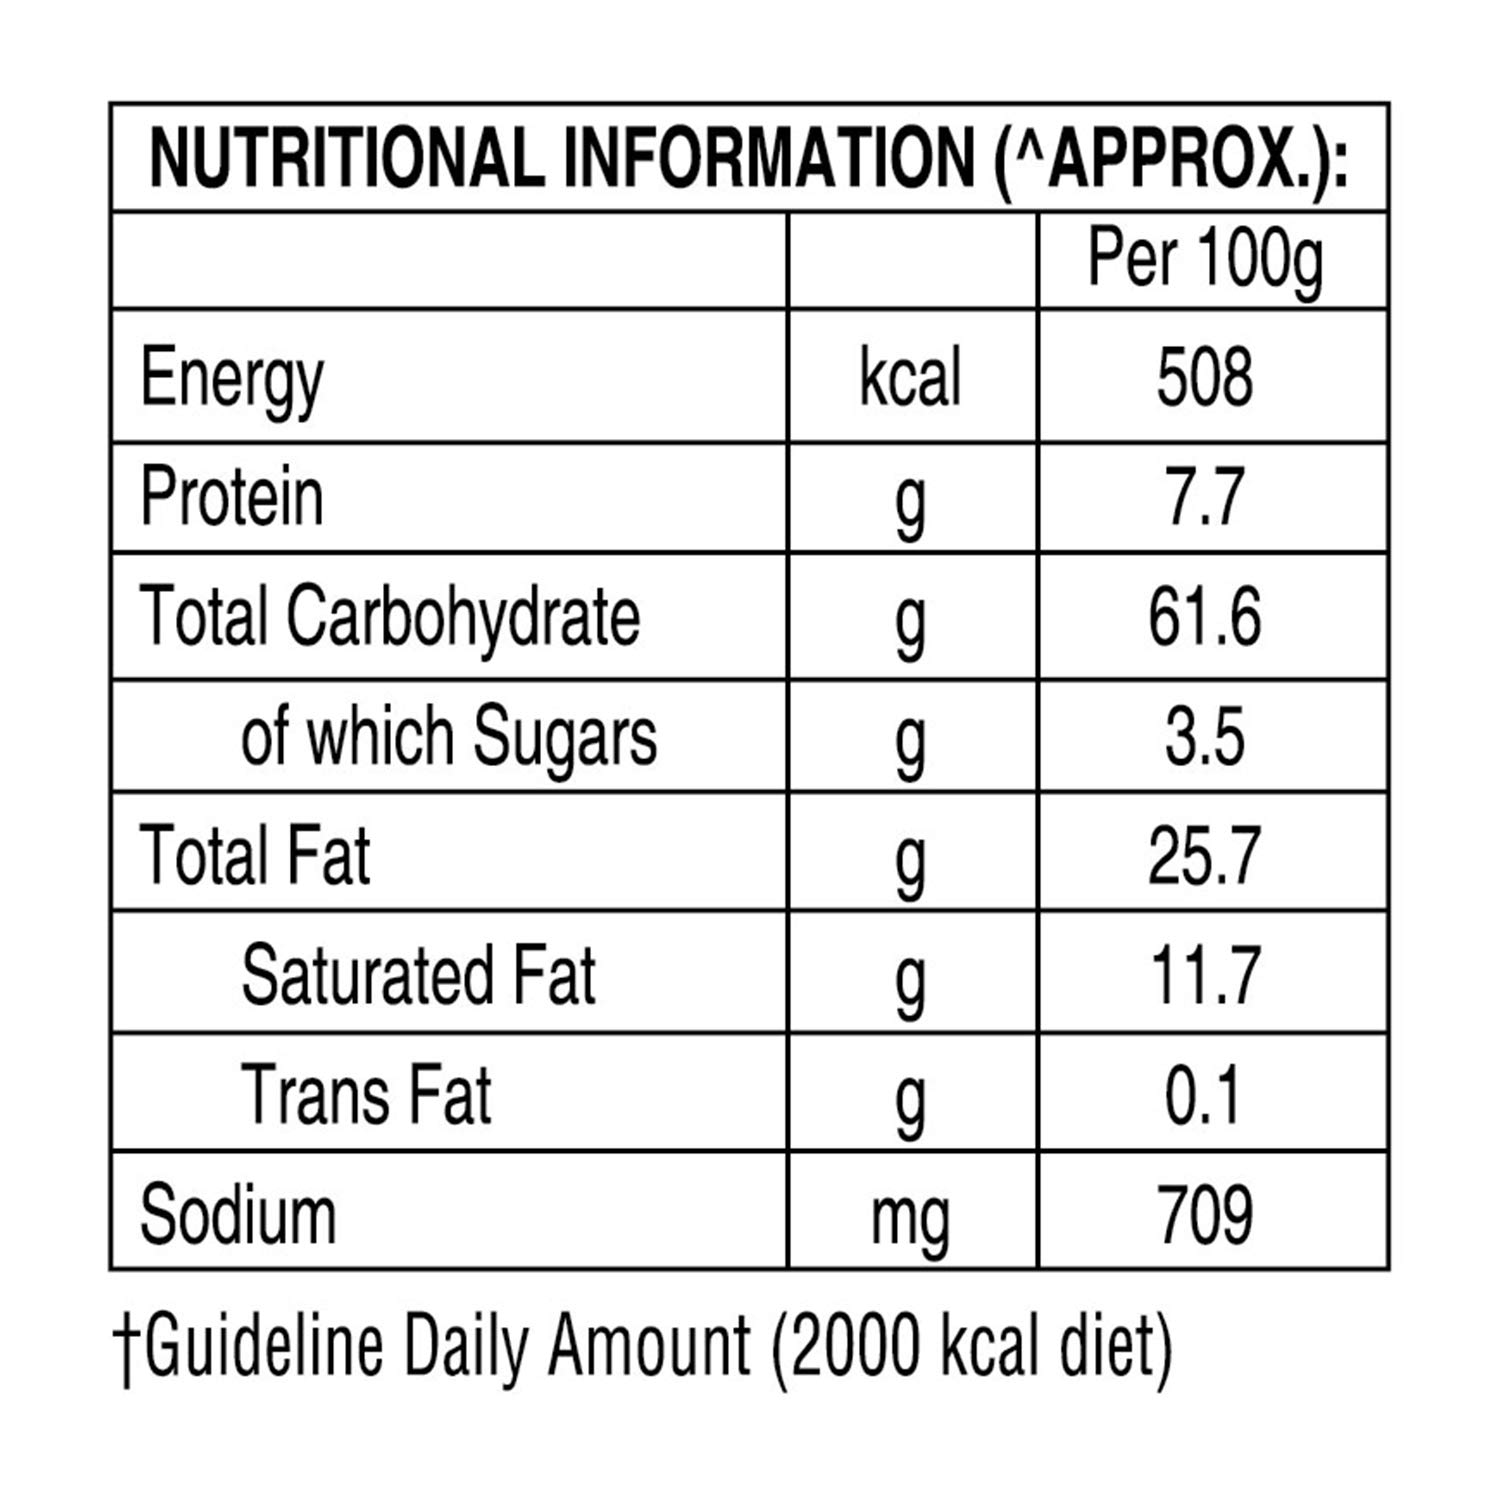 NUTRITIONAL INFORMATION (^APPROX.):
Per 100g
Energy kcal 508
Protein g 7.7
Total Carbohydrate g 61.6
of which Sugars g 3.5
Total Fat g 25.7
Saturated Fat g 11.7
Trans Fat g 0.1
Sodium mg 709
†Guideline Daily Amount (2000 kcal diet)